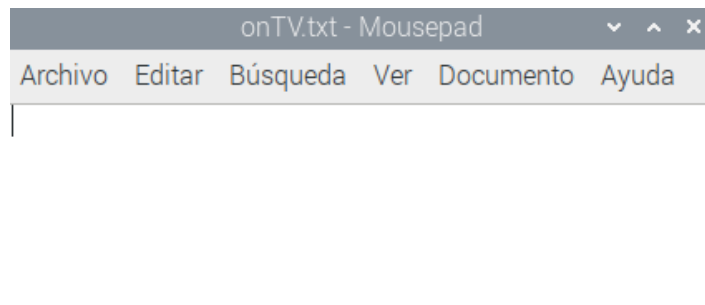 onTV.txt - Mousepad
Archivo Editar Búsqueda Ver Documento Ayuda